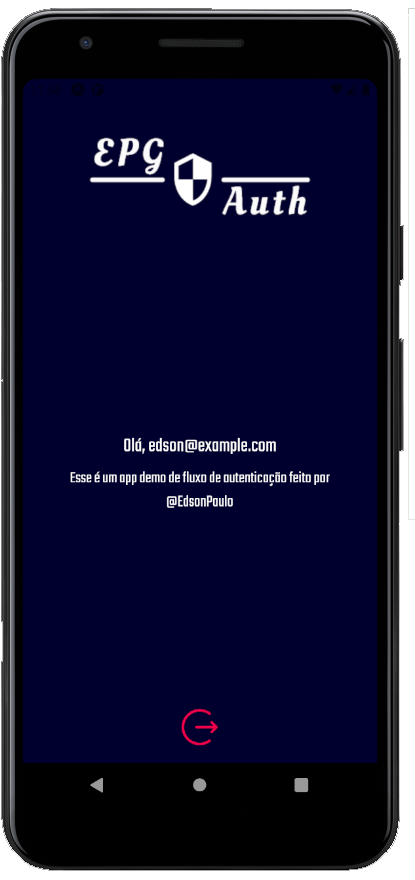 EPG
Auth
Olá, edson@example.com
Esse é um app demo de fluxo de autenticação feito por
@EdsonPaulo